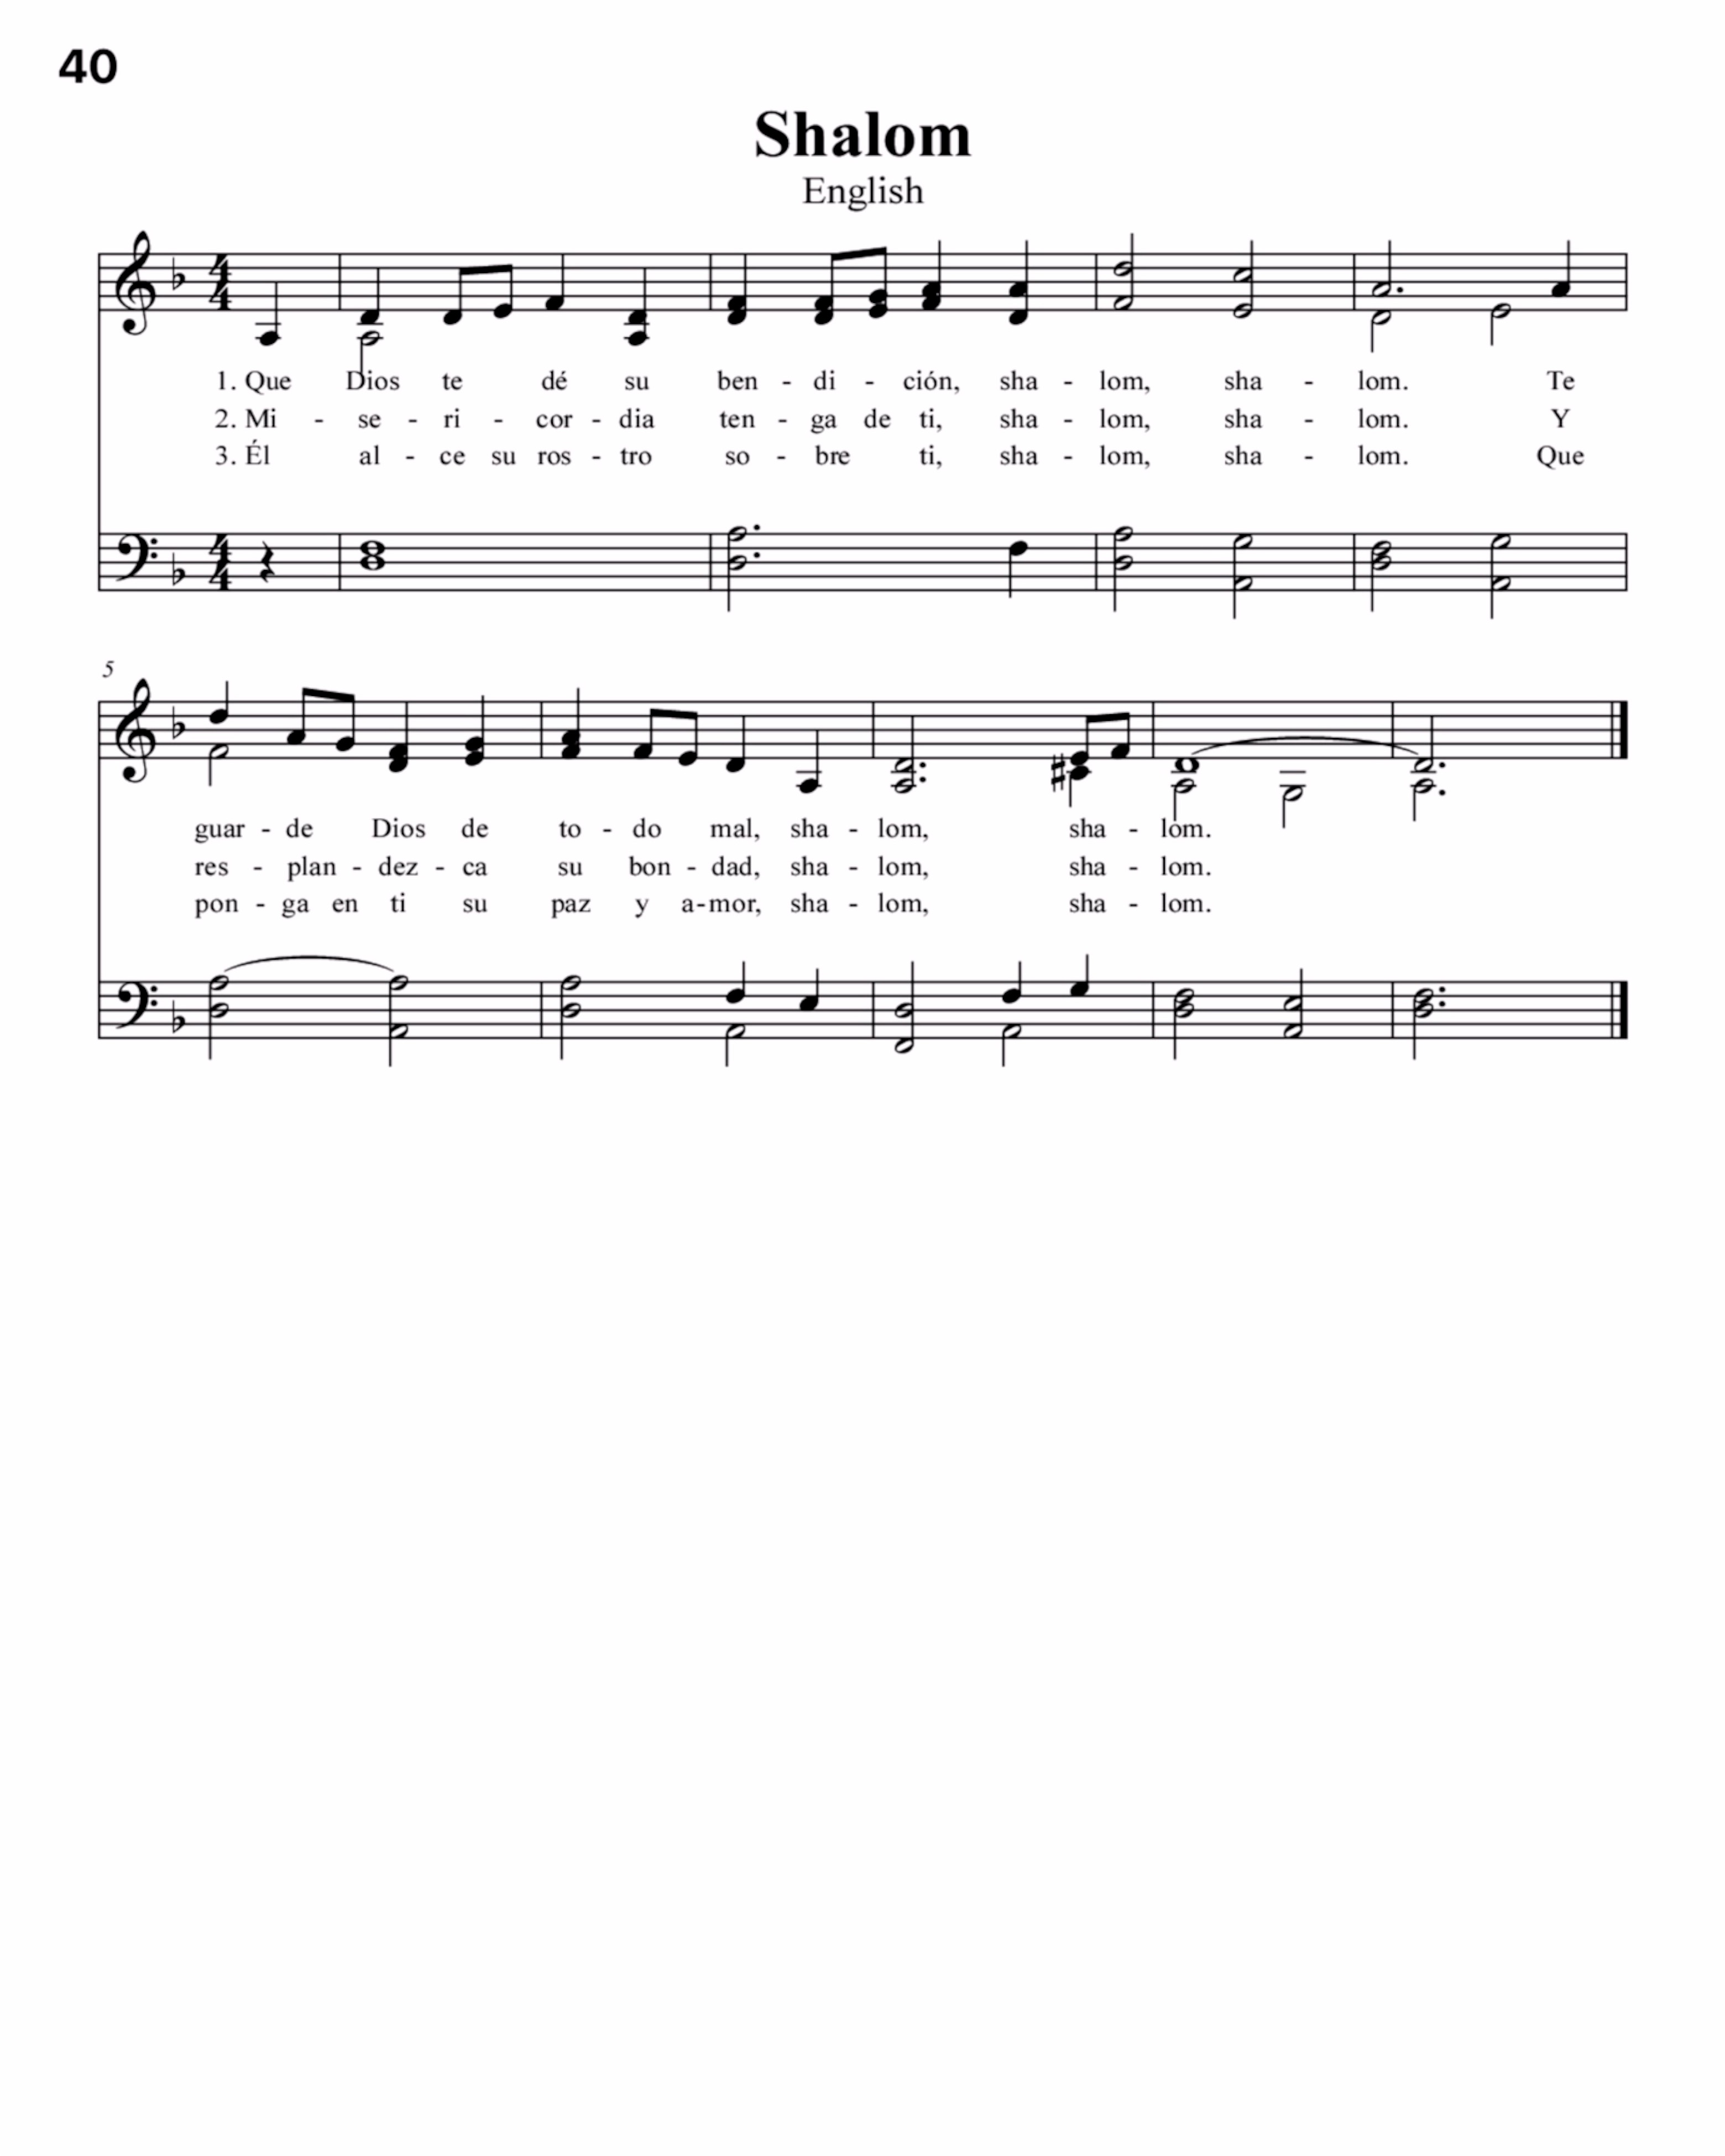 40
Shalom
English
1. Que Dios te dé su ben - di - ción, sha - lom, sha - lom. Te
2. Mi - se - ri - cor - dia ten - ga de ti, sha - lom, sha - lom. Y
3. Él al - ce su ros - tro so - bre ti, sha - lom, sha - lom. Que
5
guar - de Dios de to - do mal, sha - lom, sha - lom.
res - plan - dez - ca su bon - dad, sha - lom, sha - lom.
pon - ga en ti su paz y a-mor, sha - lom, sha - lom.